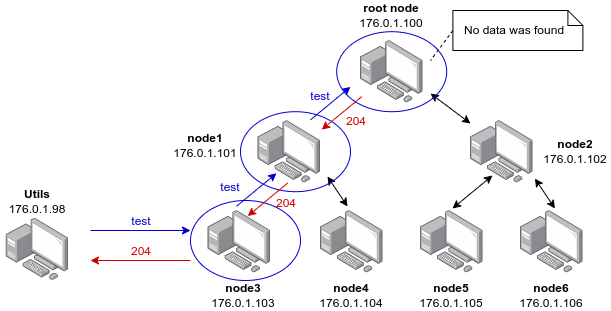 root node
176.0.1.100
No data was found
test
204
node1
176.0.1.101
node2
176.0.1.102
test
204
Utils
176.0.1.98
test
204
node3
176.0.1.103
node4
176.0.1.104
node5
176.0.1.105
node6
176.0.1.106